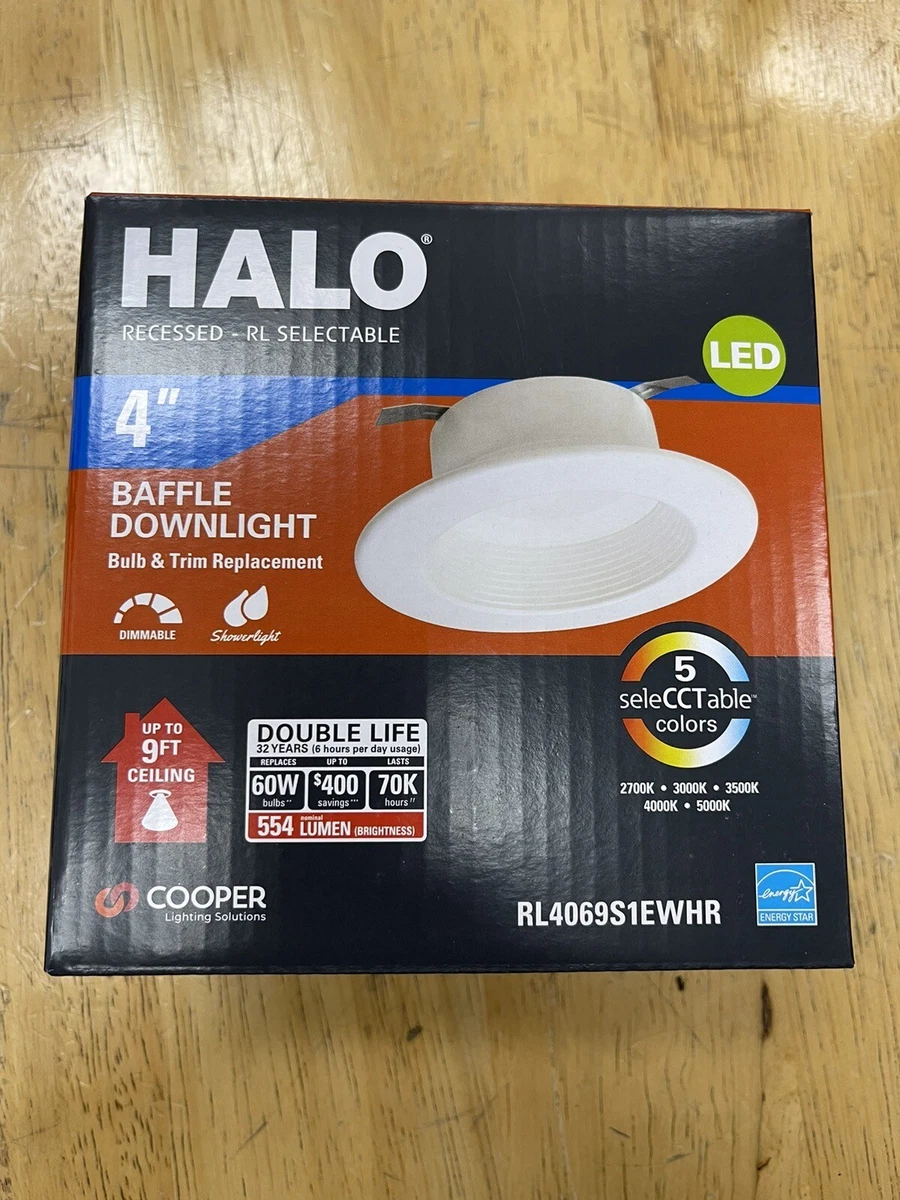 HALO®
RECESSED - RL SELECTABLE
LED
4"
BAFFLE
DOWNLIGHT
Bulb & Trim Replacement
DIMMABLE
Showerlight
5
seleCCTable™
colors
2700K • 3000K • 3500K
4000K • 5000K
UP TO
9FT
CEILING
DOUBLE LIFE
32 YEARS (6 hours per day usage)
REPLACES UP TO LASTS
60W $400 70K
bulbs** savings*** hours††
554 nominal LUMEN (BRIGHTNESS)
COOPER
Lighting Solutions
RL4069S1EWHR
energy
ENERGY STAR